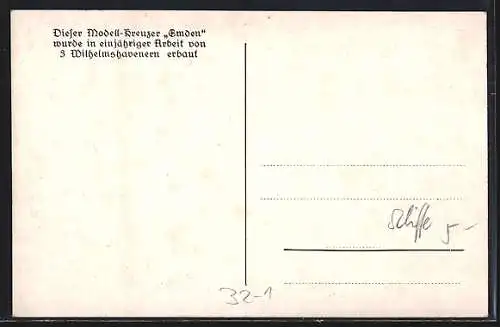 Dieser Modell-Kreuzer „Emden“
wurde in einjähriger Arbeit von
3 Wilhelmshavenern erbaut
Schiffe 5-
32-1